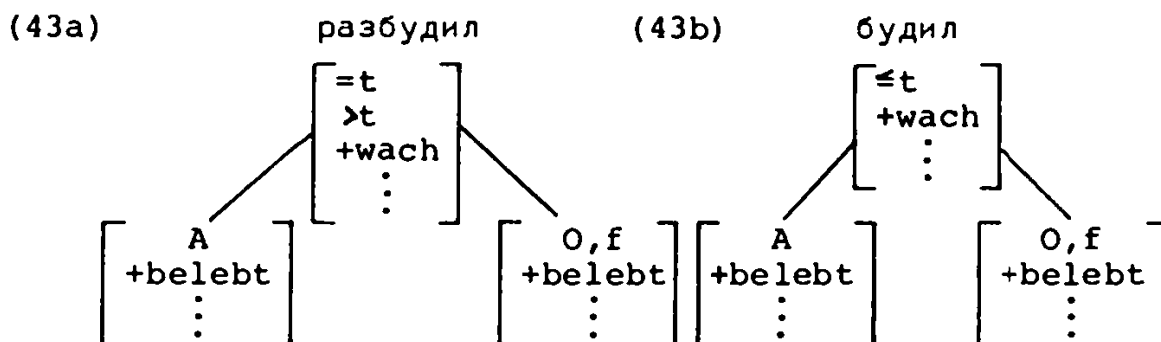 (43a) разбудил (43b) будил
=t ≤t
>t +wach
+wach ⋮
⋮
A O,f A O,f
+belebt +belebt +belebt +belebt
⋮ ⋮ ⋮ ⋮